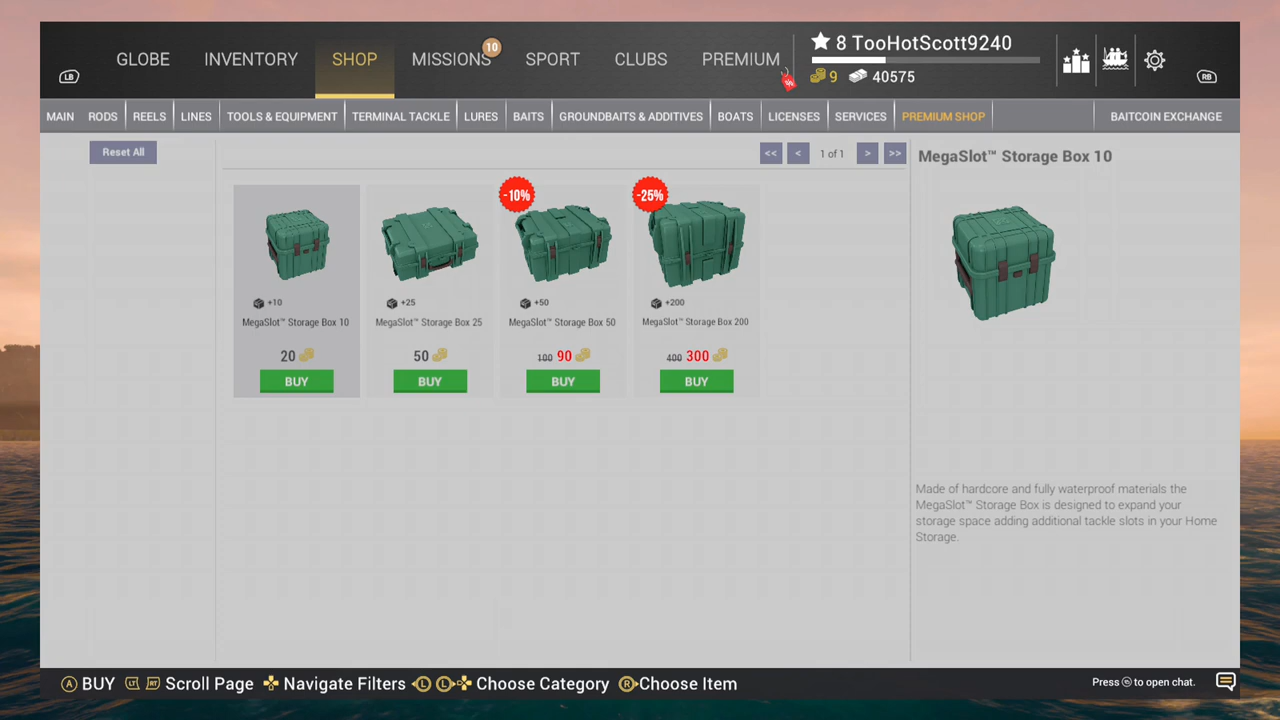 GLOBE INVENTORY SHOP MISSIONS 10 SPORT CLUBS PREMIUM
8 TooHotScott9240
9 40575
LB
RB
MAIN RODS REELS LINES TOOLS & EQUIPMENT TERMINAL TACKLE LURES BAITS GROUNDBAITS & ADDITIVES BOATS LICENSES SERVICES PREMIUM SHOP BAITCOIN EXCHANGE
Reset All
<< < 1 of 1 > >>
-10% -25%
+10 +25 +50 +200
MegaSlot™ Storage Box 10 MegaSlot™ Storage Box 25 MegaSlot™ Storage Box 50 MegaSlot™ Storage Box 200
20 50 100 90 400 300
BUY BUY BUY BUY
MegaSlot™ Storage Box 10
Made of hardcore and fully waterproof materials the
MegaSlot™ Storage Box is designed to expand your
storage space adding additional tackle slots in your Home
Storage.
A BUY LT RT Scroll Page Navigate Filters L L Choose Category R Choose Item
Press to open chat.